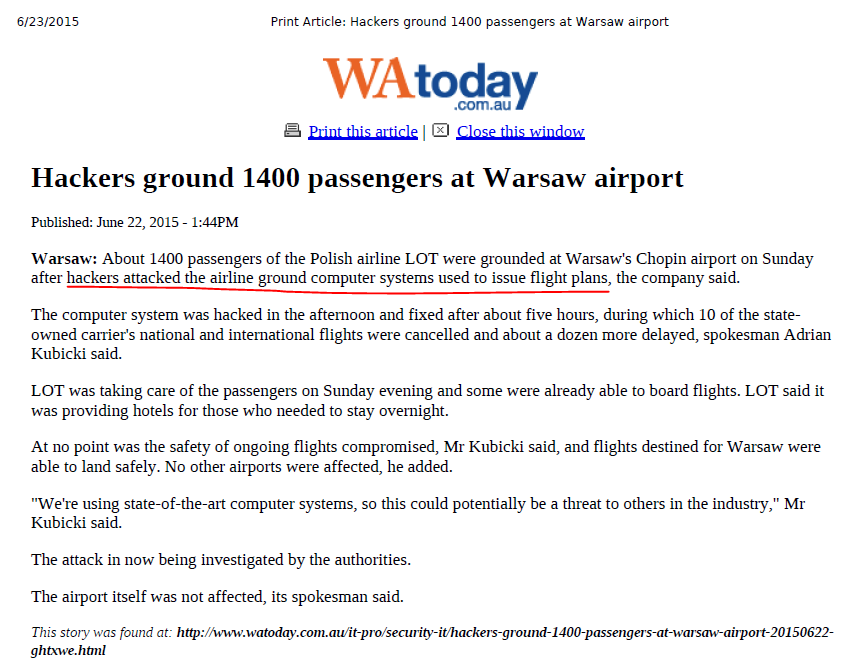 6/23/2015 Print Article: Hackers ground 1400 passengers at Warsaw airport
WAtoday
.com.au
Print this article | Close this window
Hackers ground 1400 passengers at Warsaw airport
Published: June 22, 2015 - 1:44PM
Warsaw: About 1400 passengers of the Polish airline LOT were grounded at Warsaw's Chopin airport on Sunday
after hackers attacked the airline ground computer systems used to issue flight plans, the company said.
The computer system was hacked in the afternoon and fixed after about five hours, during which 10 of the state-
owned carrier's national and international flights were cancelled and about a dozen more delayed, spokesman Adrian
Kubicki said.
LOT was taking care of the passengers on Sunday evening and some were already able to board flights. LOT said it
was providing hotels for those who needed to stay overnight.
At no point was the safety of ongoing flights compromised, Mr Kubicki said, and flights destined for Warsaw were
able to land safely. No other airports were affected, he added.
"We're using state-of-the-art computer systems, so this could potentially be a threat to others in the industry," Mr
Kubicki said.
The attack in now being investigated by the authorities.
The airport itself was not affected, its spokesman said.
This story was found at: http://www.watoday.com.au/it-pro/security-it/hackers-ground-1400-passengers-at-warsaw-airport-20150622-
ghtxwe.html